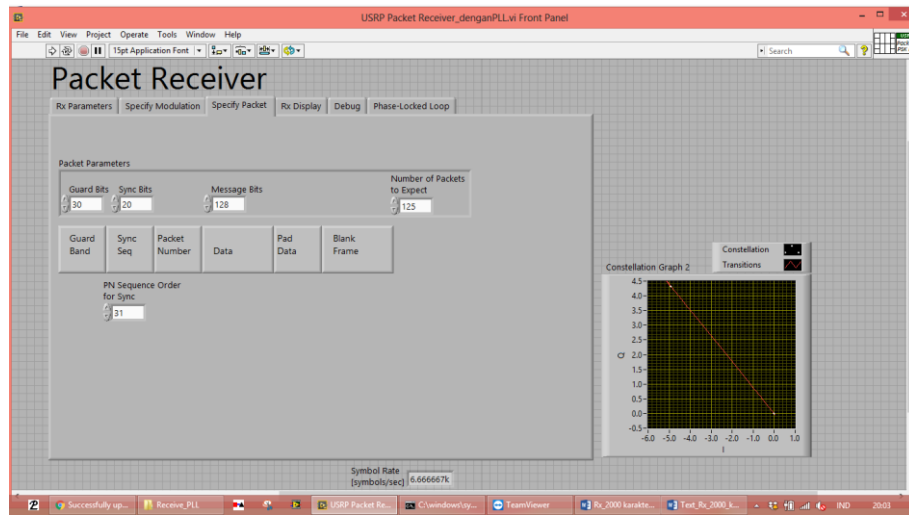 USRP Packet Receiver_denganPLL.vi Front Panel
File Edit View Project Operate Tools Window Help
15pt Application Font
Search
Packet Receiver
Rx Parameters Specify Modulation Specify Packet Rx Display Debug Phase-Locked Loop
Packet Parameters
Guard Bits Sync Bits Message Bits Number of Packets to Expect
30 20 128 125
Guard Band Sync Seq Packet Number Data Pad Data Blank Frame
PN Sequence Order
for Sync
31
Constellation Graph 2
Constellation
Transitions
4.5
4.0
3.5
3.0
2.5
2.0
1.5
1.0
0.5
0.0
-0.5
Q
-6.0 -5.0 -4.0 -3.0 -2.0 -1.0 0.0 1.0
I
Symbol Rate
[symbols/sec] 6.666667k
Successfully up... Receive_PLL USRP Packet Re... C:\windows\sy... TeamViewer Rx_2000 karakte... Text_Rx_2000_k... IND 20:03